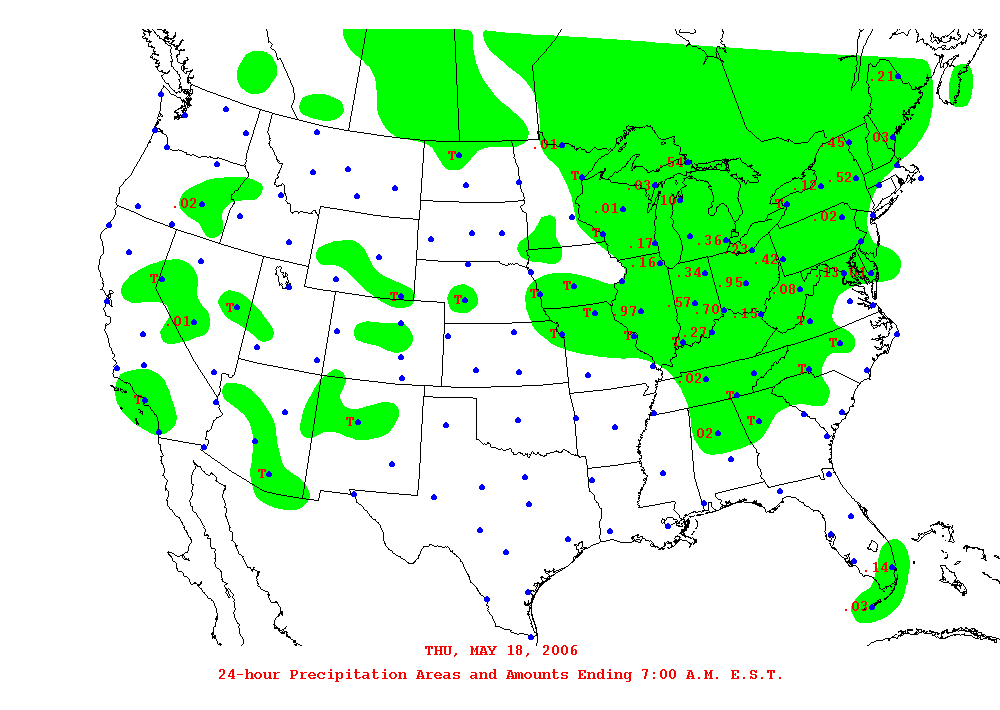 .21
.45 .03
.01
T .54
T .03 .12 .52
.02 .01 .10 T .02
T .17 .36 .23
T .16 .42
T .34 .13 .01
T T T T .95 .08
T .01 T .97 .57 .70 .15 T
T T T .27 T
T .02 T
T T T
.02
T
.14
.03
THU, MAY 18, 2006
24-hour Precipitation Areas and Amounts Ending 7:00 A.M. E.S.T.